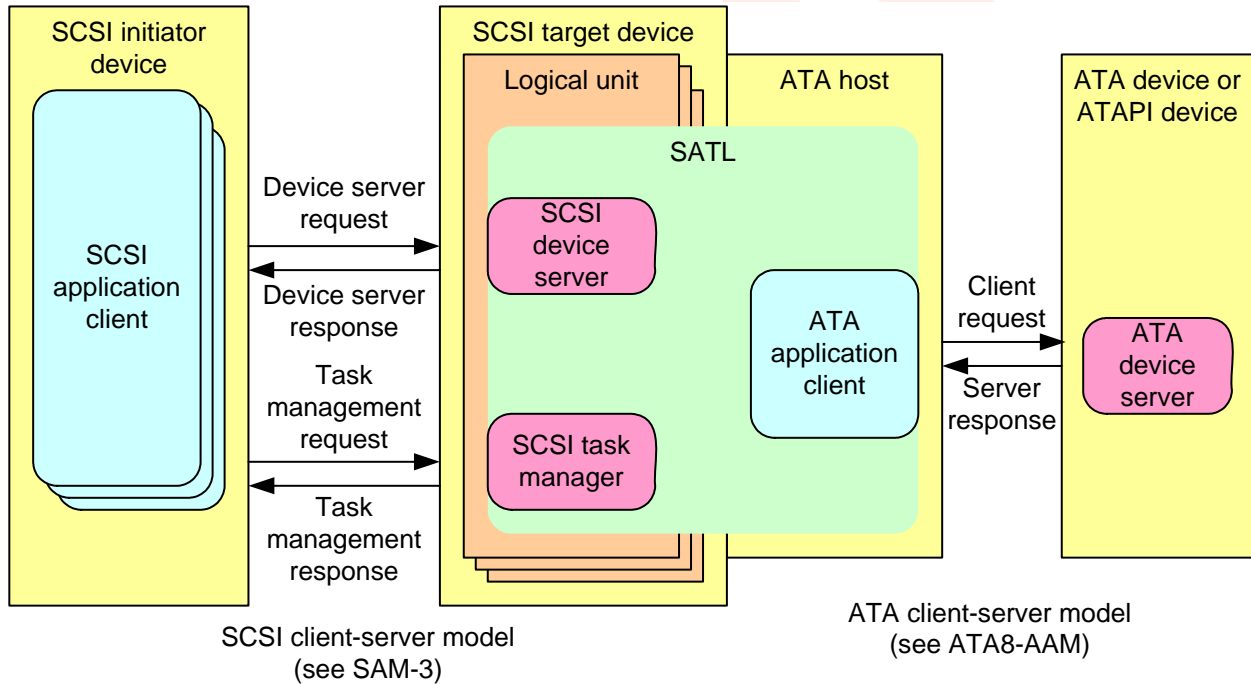 SCSI initiator
device
SCSI
application
client
Device server
request
Device server
response
Task
management
request
Task
management
response
SCSI target device
Logical unit
SATL
SCSI
device
server
SCSI task
manager
ATA host
ATA
application
client
Client
request
Server
response
ATA device or
ATAPI device
ATA
device
server
SCSI client-server model
(see SAM-3)
ATA client-server model
(see ATA8-AAM)